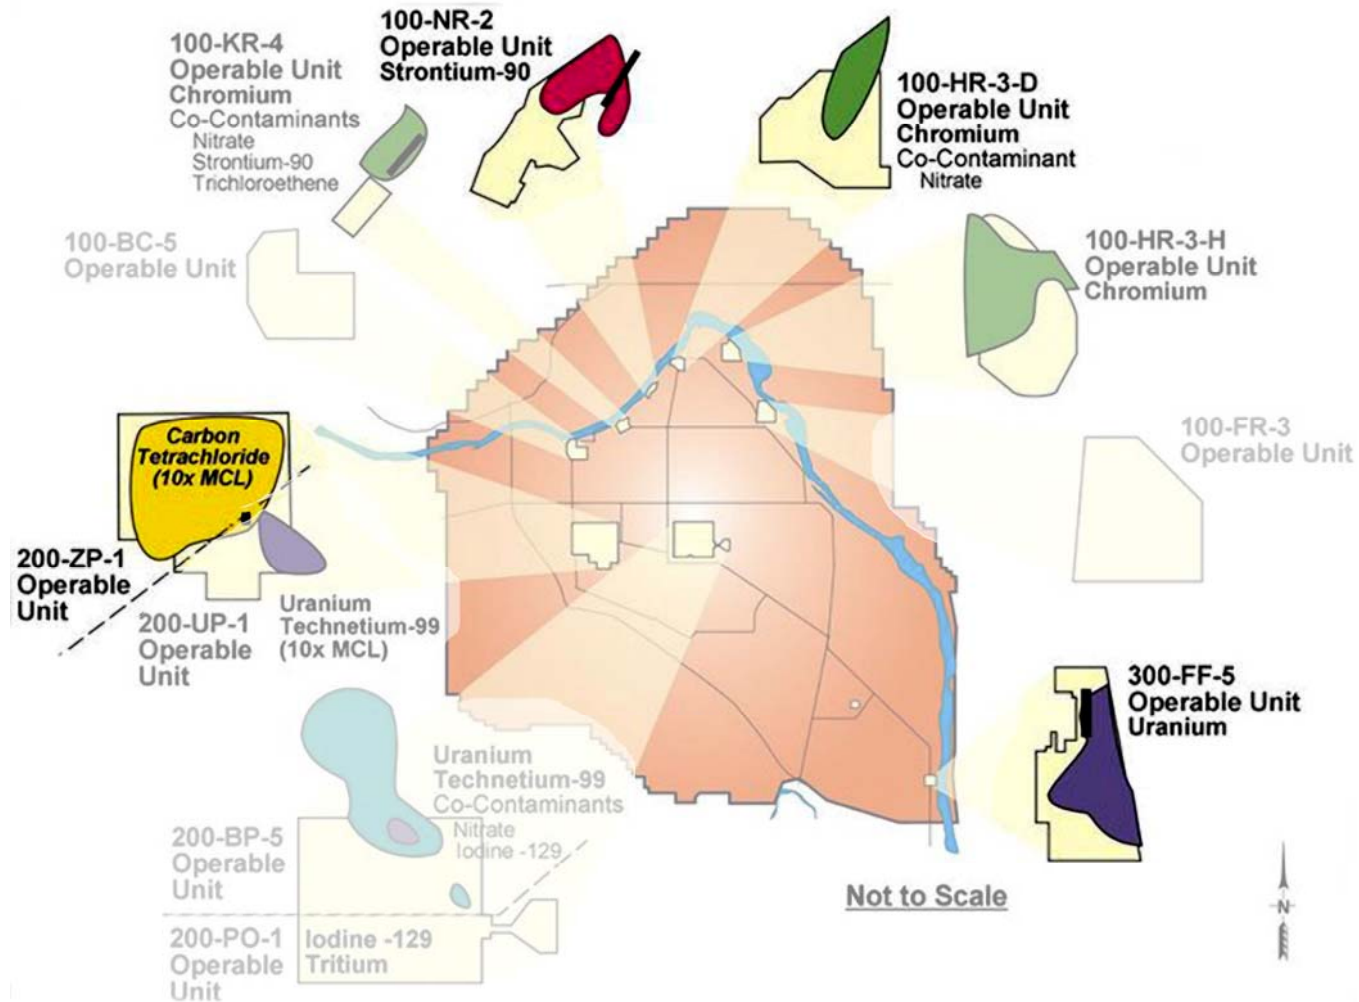 100-KR-4
Operable Unit
Chromium
Co-Contaminants
Nitrate
Strontium-90
Trichloroethene
100-NR-2
Operable Unit
Strontium-90
100-HR-3-D
Operable Unit
Chromium
Co-Contaminant
Nitrate
100-BC-5
Operable Unit
100-HR-3-H
Operable Unit
Chromium
100-FR-3
Operable Unit
Carbon
Tetrachloride
(10x MCL)
200-ZP-1
Operable
Unit
200-UP-1
Operable
Unit
Uranium
Technetium-99
(10x MCL)
300-FF-5
Operable Unit
Uranium
Uranium
Technetium-99
Co-Contaminants
Nitrate
Iodine -129
200-BP-5
Operable
Unit
200-PO-1
Operable
Unit
Iodine -129
Tritium
Not to Scale
N